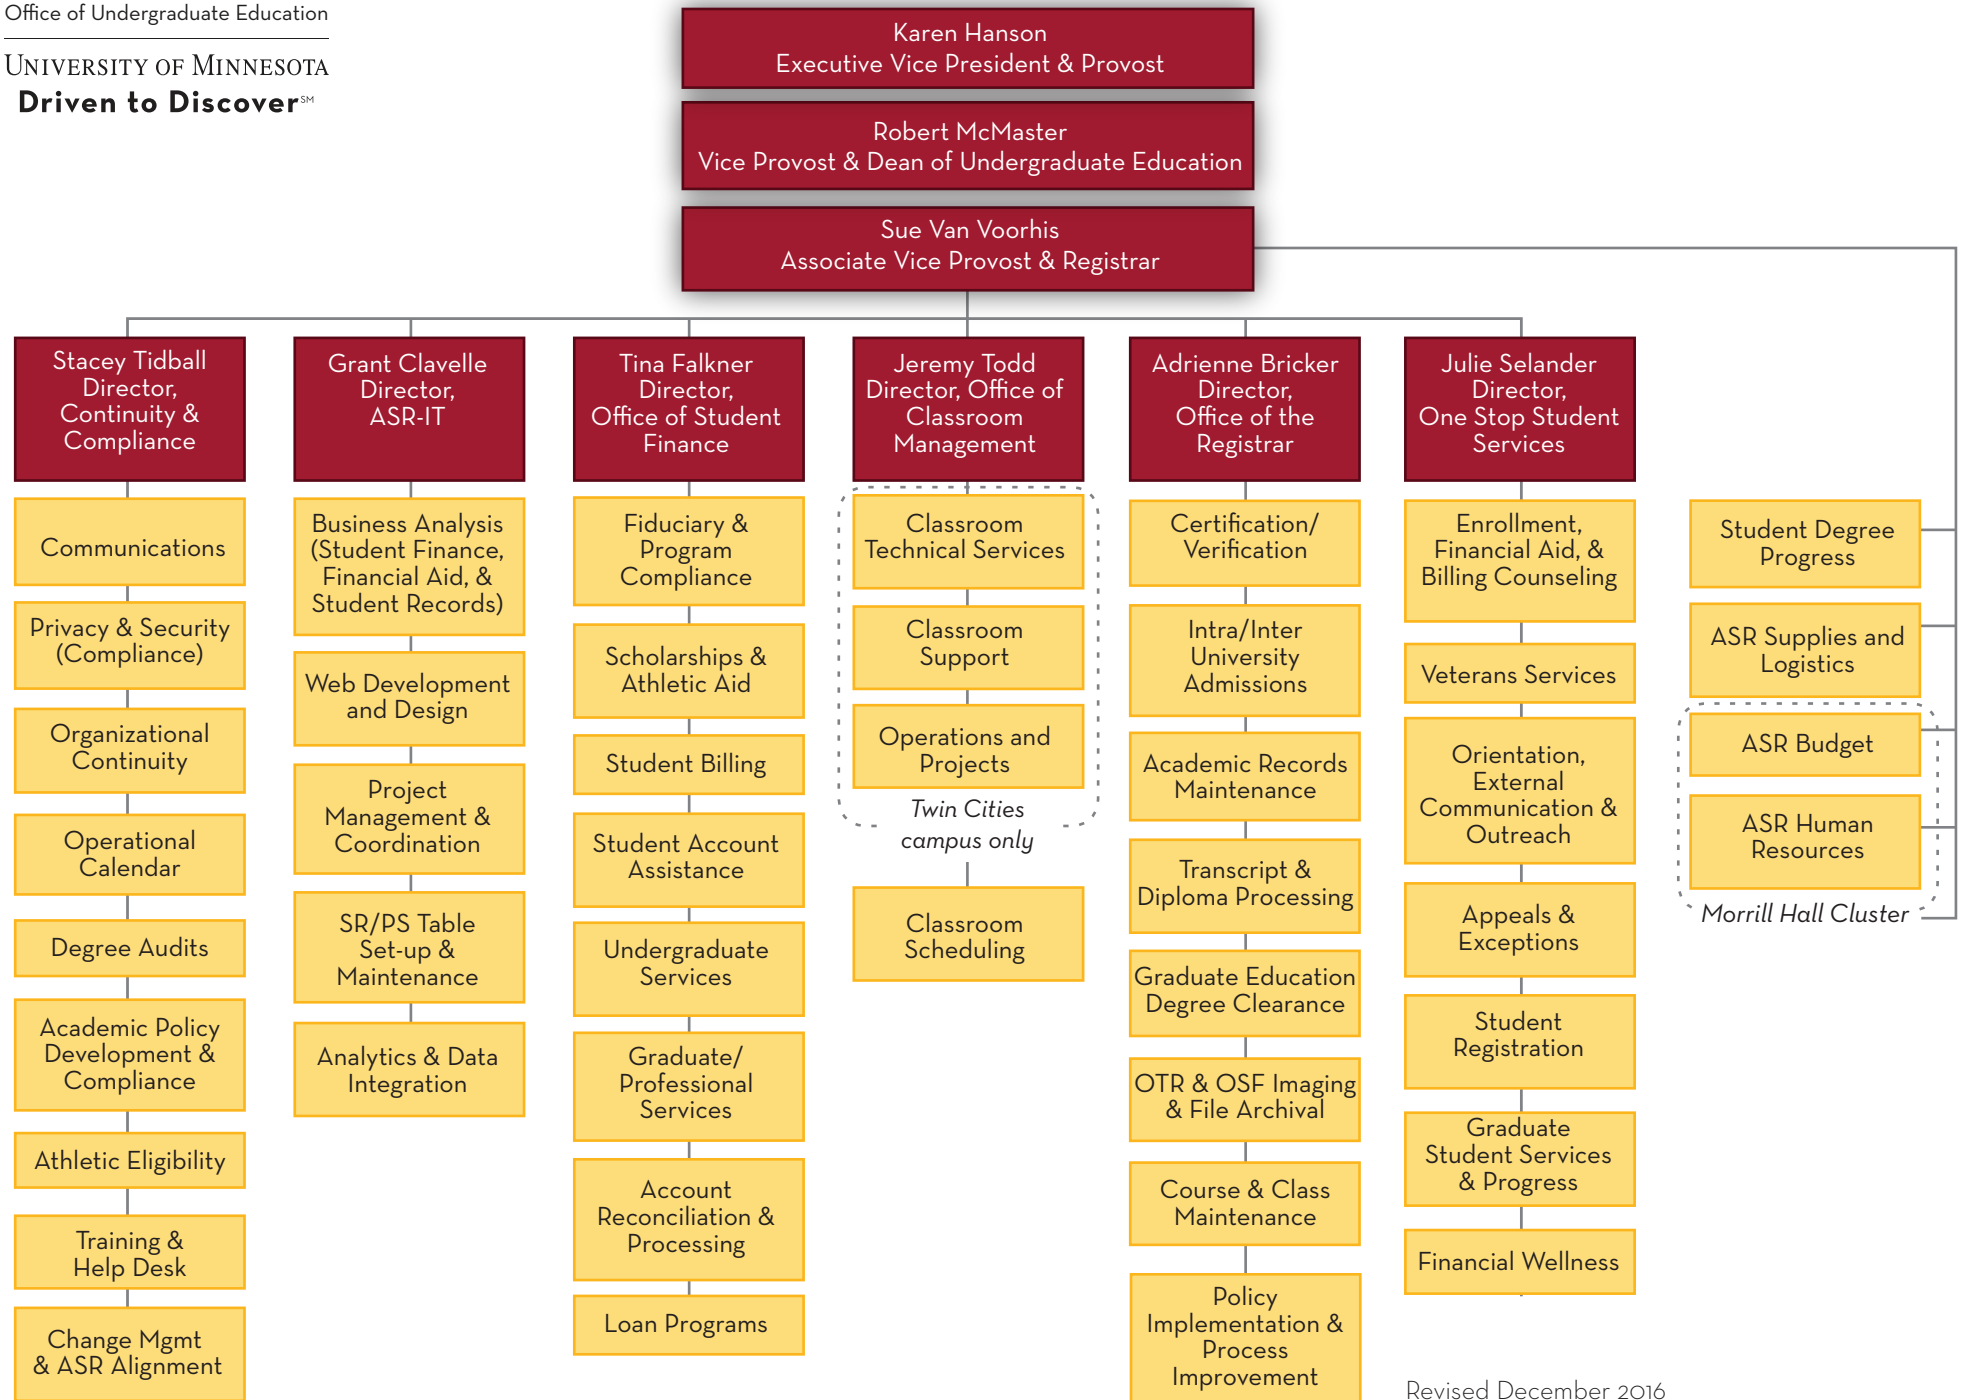 Office of Undergraduate Education
UNIVERSITY OF MINNESOTA
Driven to Discover℠
Karen Hanson
Executive Vice President & Provost
Robert McMaster
Vice Provost & Dean of Undergraduate Education
Sue Van Voorhis
Associate Vice Provost & Registrar
Stacey Tidball
Director,
Continuity &
Compliance
Communications
Privacy & Security
(Compliance)
Organizational
Continuity
Operational
Calendar
Degree Audits
Academic Policy
Development &
Compliance
Athletic Eligibility
Training &
Help Desk
Change Mgmt
& ASR Alignment
Grant Clavelle
Director,
ASR-IT
Business Analysis
(Student Finance,
Financial Aid, &
Student Records)
Web Development
and Design
Project
Management &
Coordination
SR/PS Table
Set-up &
Maintenance
Analytics & Data
Integration
Tina Falkner
Director,
Office of Student
Finance
Fiduciary &
Program
Compliance
Scholarships &
Athletic Aid
Student Billing
Student Account
Assistance
Undergraduate
Services
Graduate/
Professional
Services
Account
Reconciliation &
Processing
Loan Programs
Jeremy Todd
Director, Office of
Classroom
Management
Classroom
Technical Services
Classroom
Support
Operations and
Projects
Twin Cities
campus only
Classroom
Scheduling
Adrienne Bricker
Director,
Office of the
Registrar
Certification/
Verification
Intra/Inter
University
Admissions
Academic Records
Maintenance
Transcript &
Diploma Processing
Graduate Education
Degree Clearance
OTR & OSF Imaging
& File Archival
Course & Class
Maintenance
Policy
Implementation &
Process
Improvement
Julie Selander
Director,
One Stop Student
Services
Enrollment,
Financial Aid, &
Billing Counseling
Veterans Services
Orientation,
External
Communication &
Outreach
Appeals &
Exceptions
Student
Registration
Graduate
Student Services
& Progress
Financial Wellness
Student Degree
Progress
ASR Supplies and
Logistics
ASR Budget
ASR Human
Resources
Morrill Hall Cluster
Revised December 2016